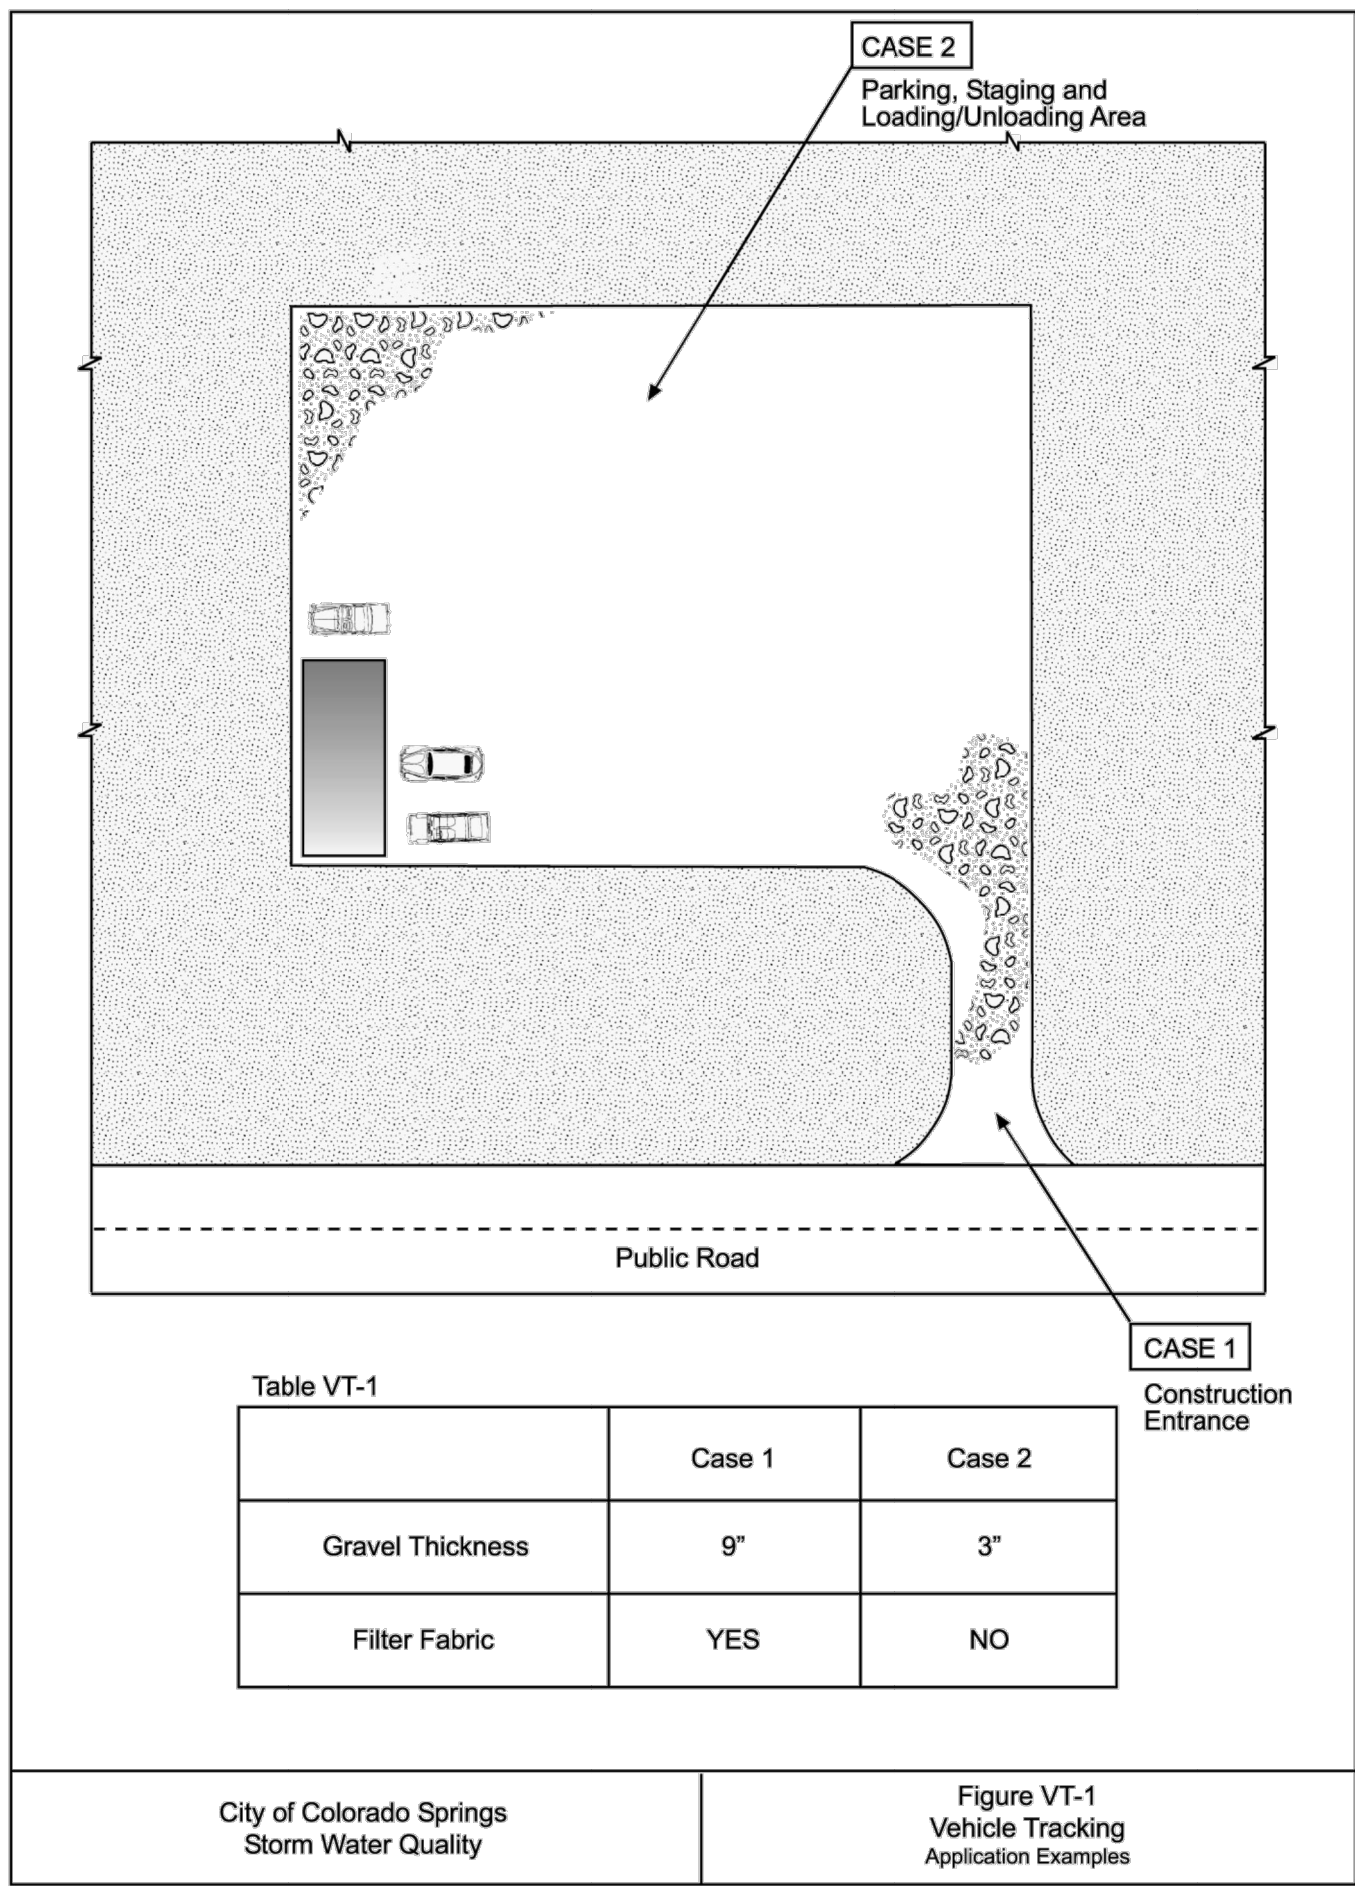 CASE 2
Parking, Staging and
Loading/Unloading Area
Public Road
CASE 1
Construction
Entrance
Table VT-1
Case 1 Case 2
Gravel Thickness 9” 3”
Filter Fabric YES NO
City of Colorado Springs
Storm Water Quality
Figure VT-1
Vehicle Tracking
Application Examples